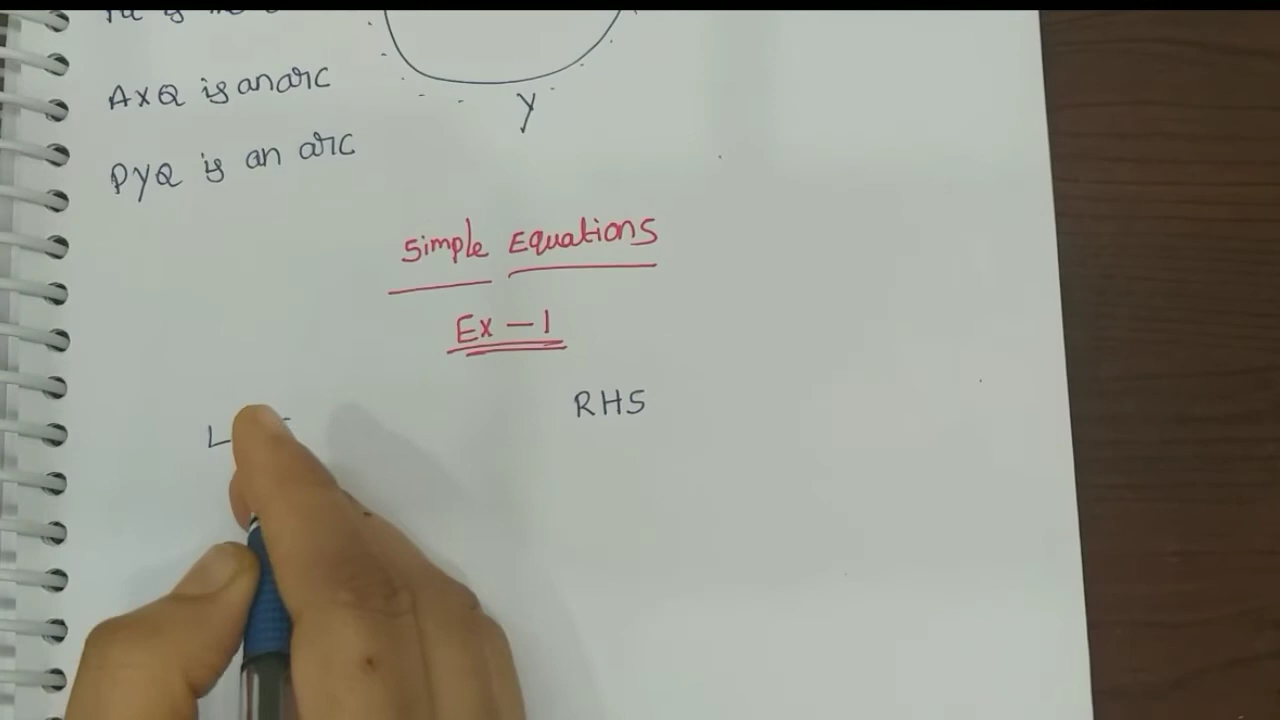 AXQ is an arc
Y
PYQ is an arc
Simple Equations
Ex - 1
RHS
L